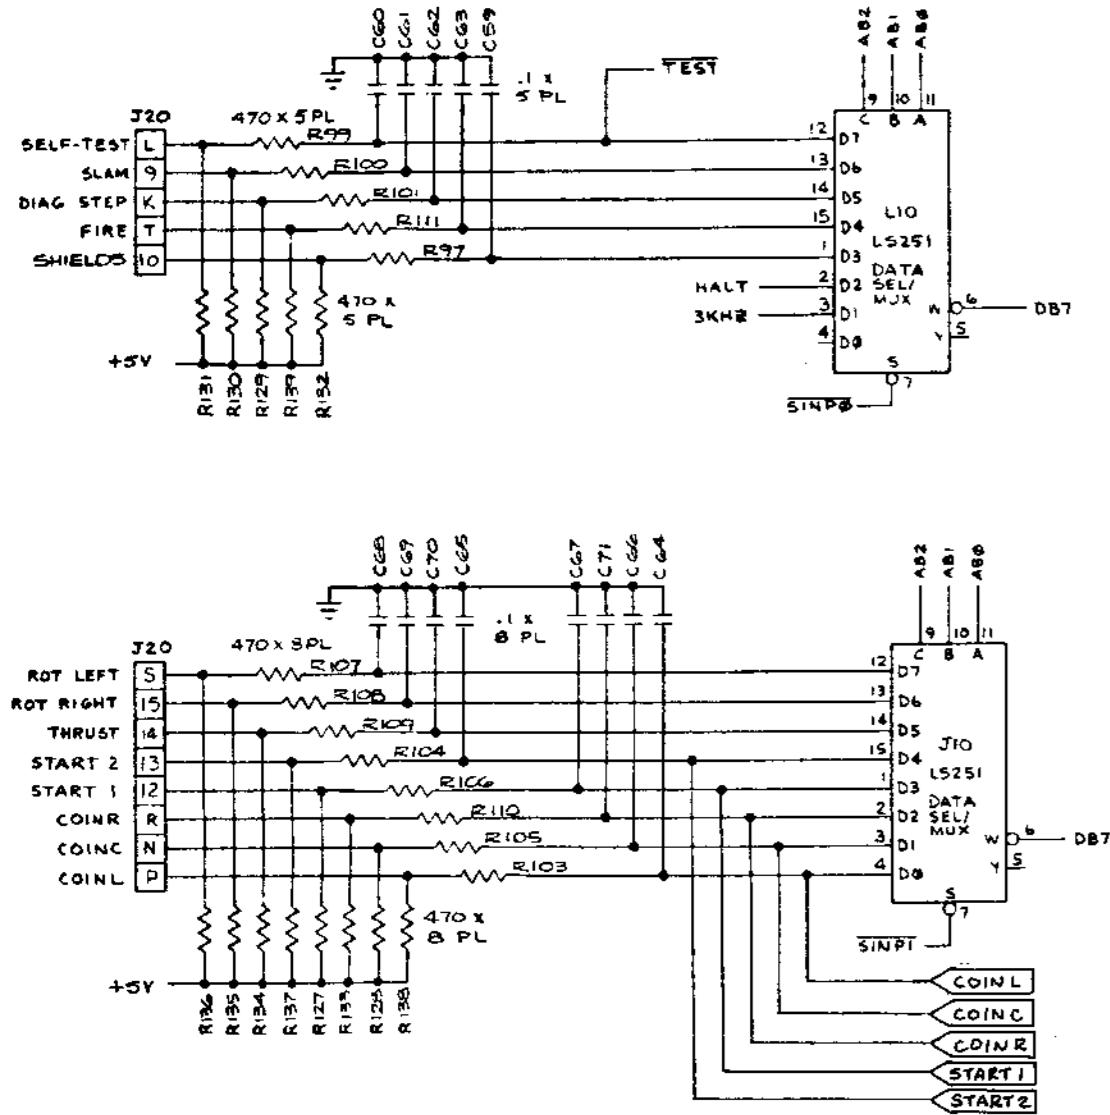 C60 C61 C62 C63 C59
AB2 AB1 AB0
.1 X
5 PL
TEST
9 10 11
C B A
J20
470 X 5 PL
SELF-TEST L R99 12 D7
SLAM 9 R100 13 D6
DIAG STEP K R101 14 D5
FIRE T R111 15 D4
SHIELDS 10 R97 1 D3
L10
LS251
DATA
SEL/
MUX
HALT 2 D2
3KHZ 3 D1
4 D0
W 6 DB7
Y 5
470 X
5 PL
+5V
S
7
SINP0
R131 R130 R129 R139 R132
C68 C69 C70 C65 C67 C71 C66 C64
AB2 AB1 AB0
.1 X
8 PL
9 10 11
C B A
J20
470 X 8PL
ROT LEFT S R107 12 D7
ROT RIGHT 15 R108 13 D6
THRUST 14 R109 14 D5
START 2 13 R104 15 D4
START 1 12 R106 1 D3
COINR R R110 2 D2
COINC N R105 3 D1
COINL P R103 4 D0
J10
LS251
DATA
SEL/
MUX
W 6 DB7
Y 5
470 X
8 PL
S
7
SINP1
+5V
R136 R135 R134 R137 R127 R133 R128 R138
COINL
COINC
COINR
START 1
START 2